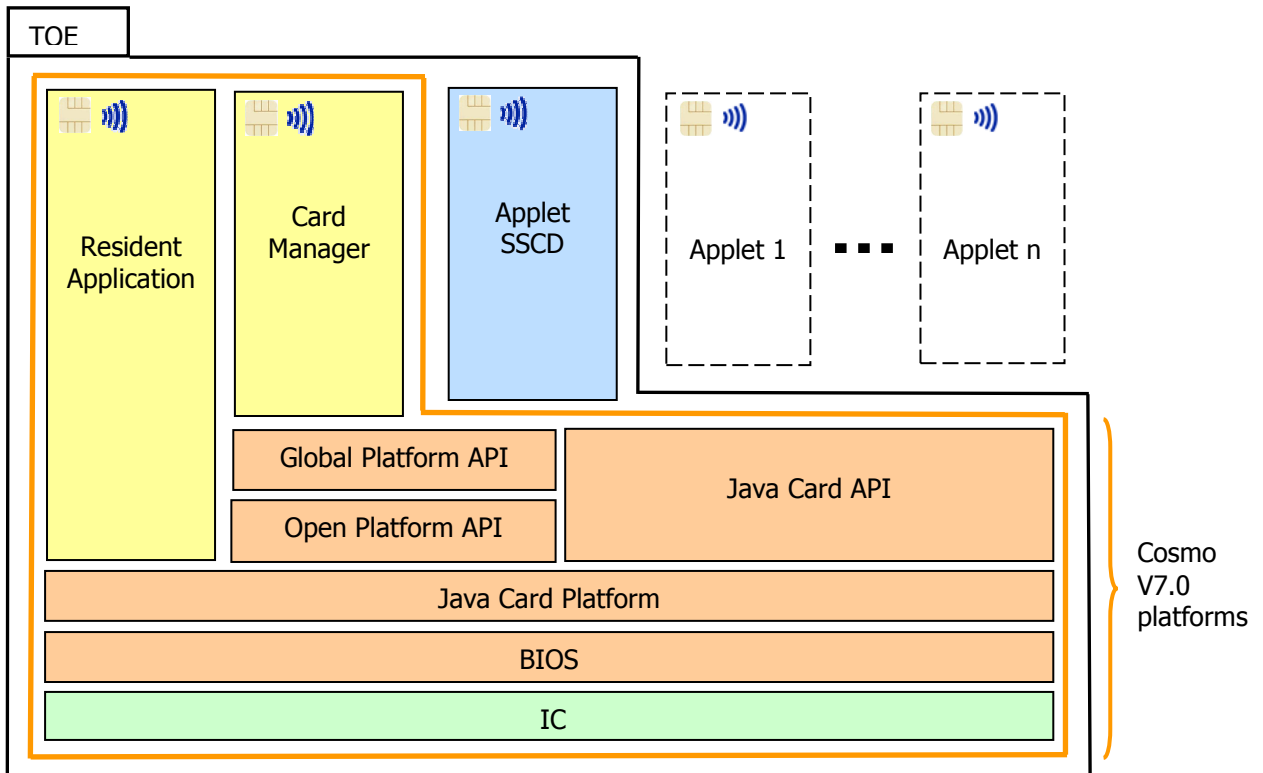 TOE
Resident
Application
Card
Manager
Applet
SSCD
Applet 1
Applet n
Global Platform API
Open Platform API
Java Card API
Java Card Platform
BIOS
IC
Cosmo
V7.0
platforms